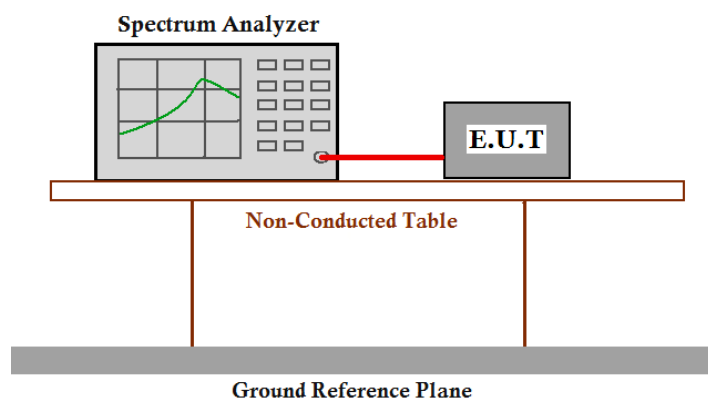 Spectrum Analyzer
E.U.T
Non-Conducted Table
Ground Reference Plane